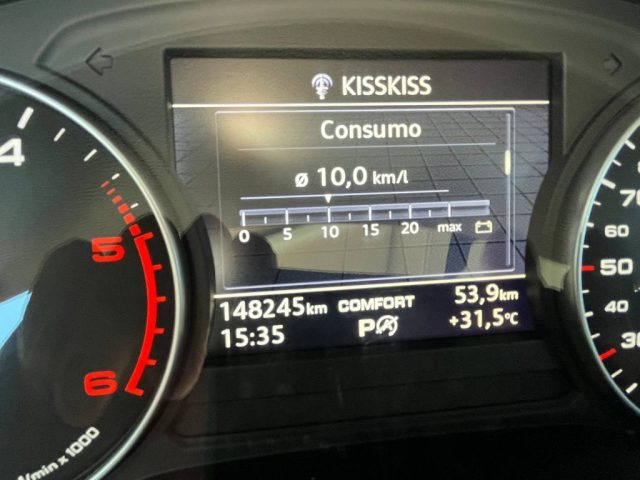 KISSKISS
Consumo
ø 10,0 km/l
0 5 10 15 20 max
148245km COMFORT 53,9km
15:35 P +31,5°C
4
5
6
/min x 1000
70
60
50
40
30